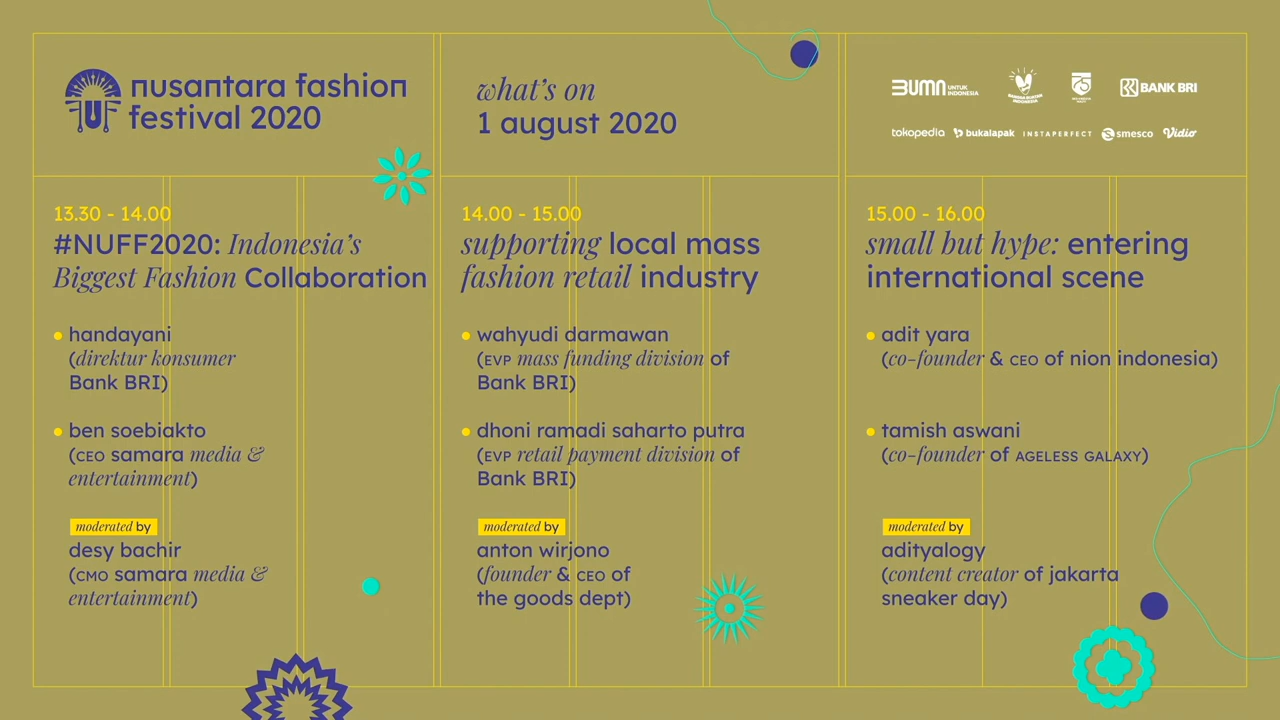 nusantara fashion
festival 2020
what's on
1 august 2020
BUMN UNTUK INDONESIA
BANGGA BUATAN INDONESIA
75
BANK BRI
tokopedia bukalapak INSTAPERFECT smesco Vidio
13.30 - 14.00
#NUFF2020: Indonesia's
Biggest Fashion Collaboration
handayani
(direktur konsumer
Bank BRI)
ben soebiakto
(CEO samara media &
entertainment)
moderated by
desy bachir
(CMO samara media &
entertainment)
14.00 - 15.00
supporting local mass
fashion retail industry
wahyudi darmawan
(EVP mass funding division of
Bank BRI)
dhoni ramadi saharto putra
(EVP retail payment division of
Bank BRI)
moderated by
anton wirjono
(founder & CEO of
the goods dept)
15.00 - 16.00
small but hype: entering
international scene
adit yara
(co-founder & CEO of nion indonesia)
tamish aswani
(co-founder of AGELESS GALAXY)
moderated by
adityalogy
(content creator of jakarta
sneaker day)